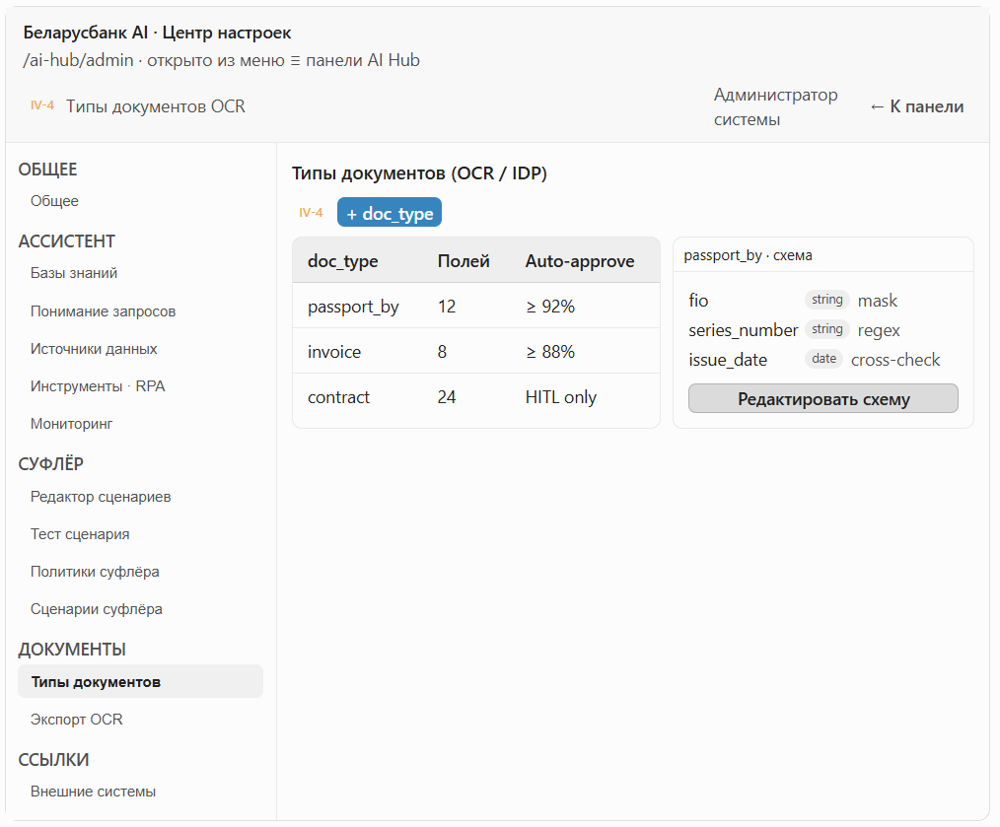 Беларусбанк AI · Центр настроек
/ai-hub/admin · открыто из меню ☰ панели AI Hub
IV-4 Типы документов OCR
Администратор системы
← К панели
ОБЩЕЕ
Общее
АССИСТЕНТ
Базы знаний
Понимание запросов
Источники данных
Инструменты · RPA
Мониторинг
СУФЛЁР
Редактор сценариев
Тест сценария
Политики суфлёра
Сценарии суфлёра
ДОКУМЕНТЫ
Типы документов
Экспорт OCR
ССЫЛКИ
Внешние системы
Типы документов (OCR / IDP)
IV-4 + doc_type
doc_type Полей Auto-approve
passport_by 12 ≥ 92%
invoice 8 ≥ 88%
contract 24 HITL only
passport_by · схема
fio string mask
series_number string regex
issue_date date cross-check
Редактировать схему